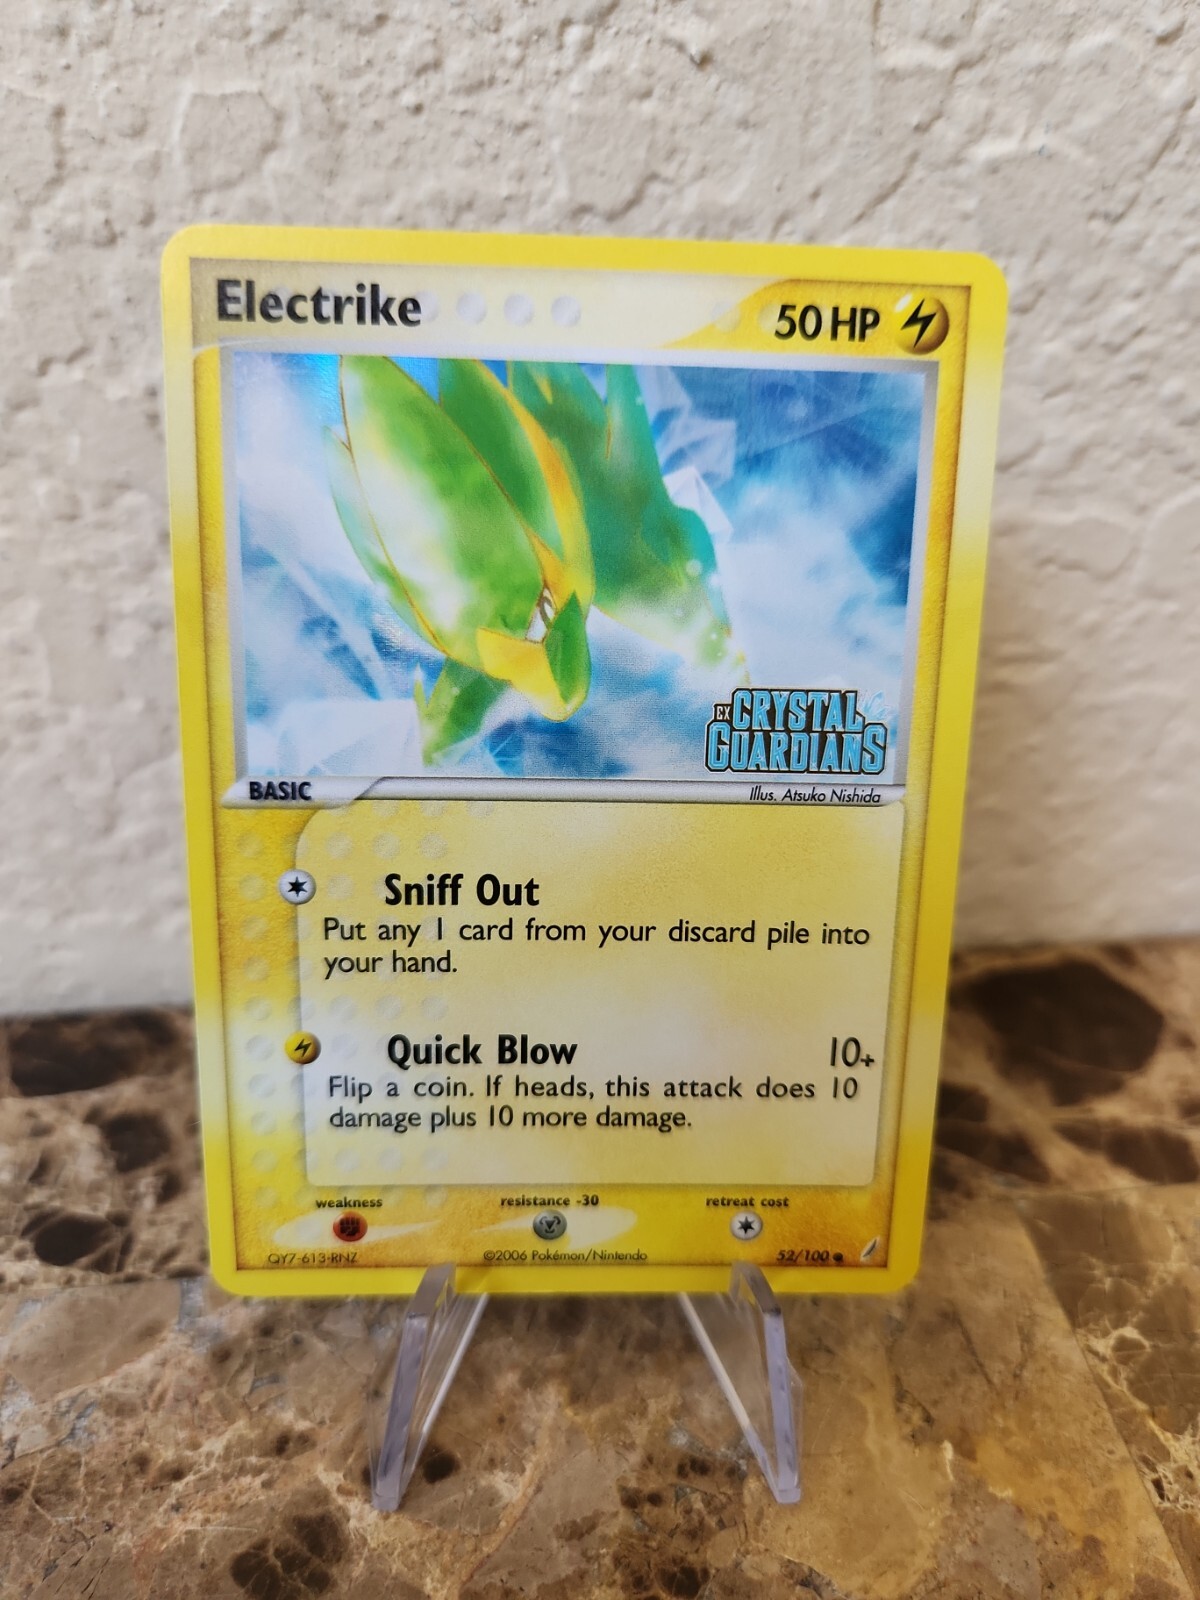 Electrike
50 HP
EX CRYSTAL
GUARDIANS
BASIC
Illus. Atsuko Nishida
Sniff Out
Put any 1 card from your discard pile into
your hand.
Quick Blow 10+
Flip a coin. If heads, this attack does 10
damage plus 10 more damage.
weakness resistance -30 retreat cost
QY7-613-RNZ ©2006 Pokémon/Nintendo 52/100